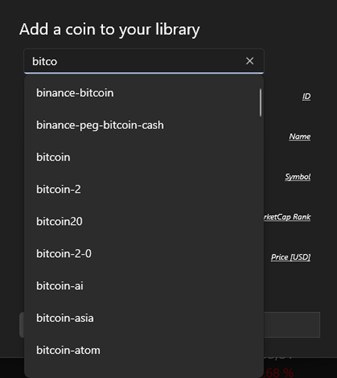 Add a coin to your library
bitco
binance-bitcoin
ID
binance-peg-bitcoin-cash
Name
bitcoin
Symbol
bitcoin-2
bitcoin20
rketCap Rank
bitcoin-2-0
Price [USD]
bitcoin-ai
bitcoin-asia
bitcoin-atom
68 %